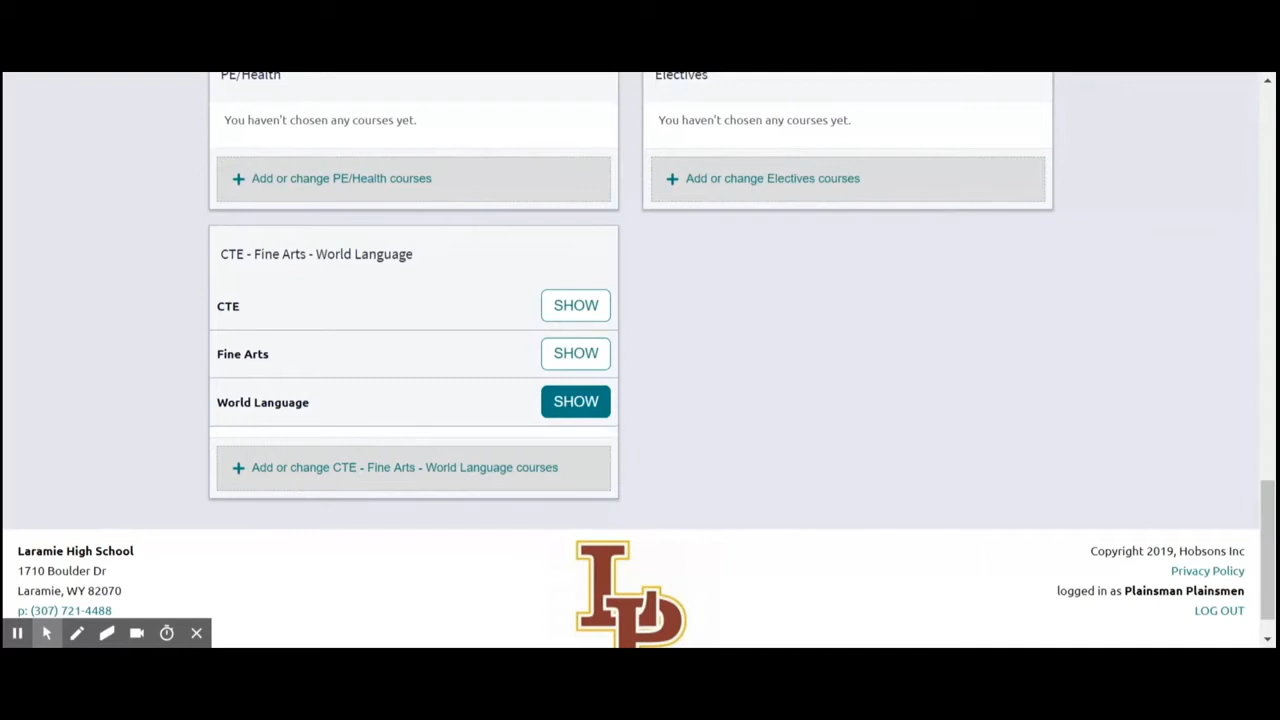 PE/Health
Electives
You haven't chosen any courses yet.
You haven't chosen any courses yet.
+ Add or change PE/Health courses
+ Add or change Electives courses
CTE - Fine Arts - World Language
CTE SHOW
Fine Arts SHOW
World Language SHOW
+ Add or change CTE - Fine Arts - World Language courses
Laramie High School
1710 Boulder Dr
Laramie, WY 82070
p: (307) 721-4488
LP
Copyright 2019, Hobsons Inc
Privacy Policy
logged in as Plainsman Plainsmen
LOG OUT